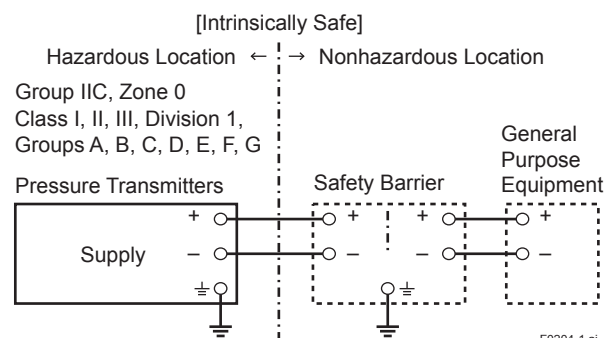 [Intrinsically Safe]
Hazardous Location ← → Nonhazardous Location
Group IIC, Zone 0
Class I, II, III, Division 1,
Groups A, B, C, D, E, F, G
General
Purpose
Equipment
Pressure Transmitters
Safety Barrier
+ + + +
Supply
– – – –